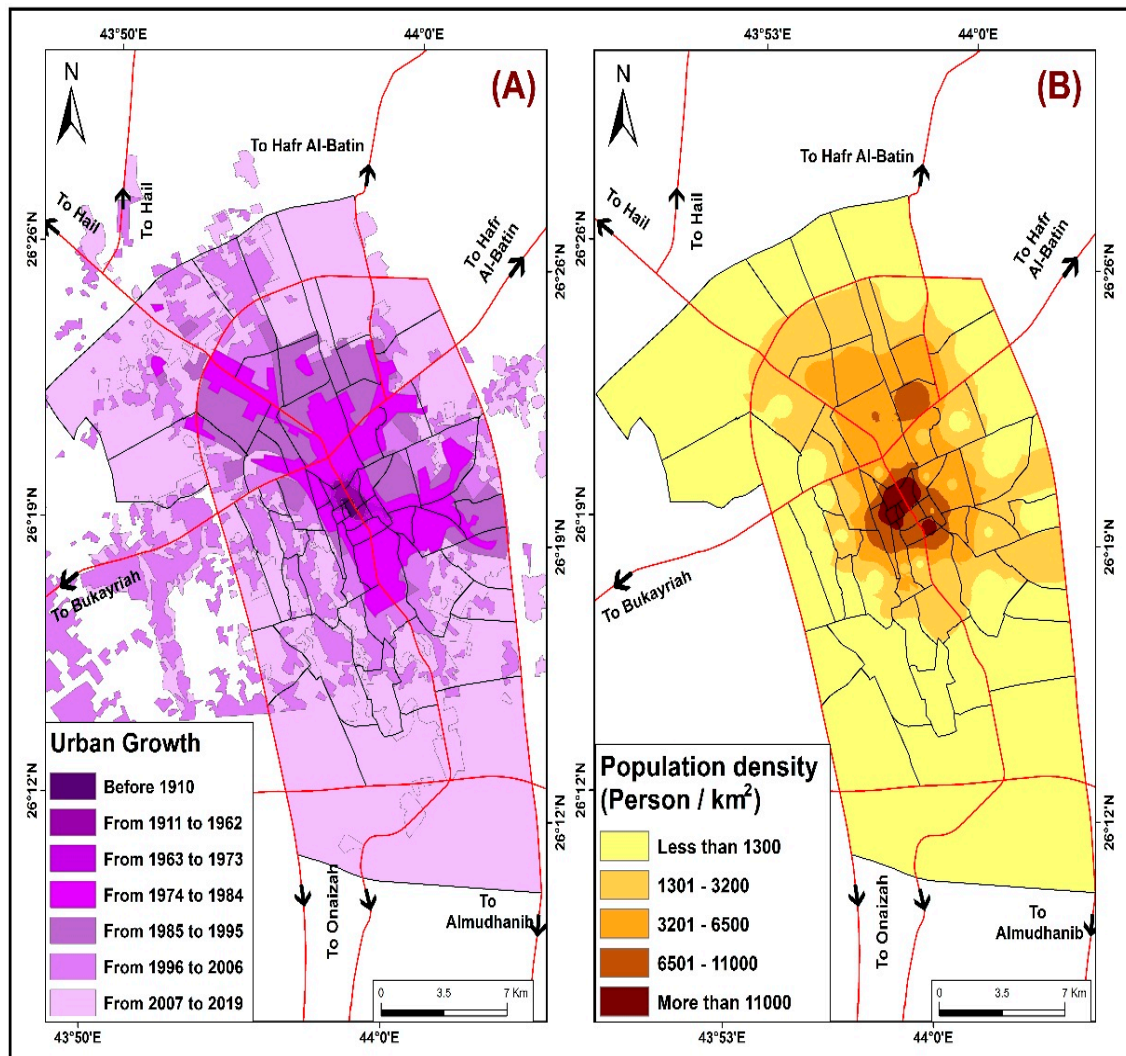 43°50'E
44°0'E
N
(A)
To Hafr Al-Batin
To Hail
To Hail
To Hafr
Al-Batin
26°26'N
26°26'N
26°19'N
26°19'N
To Bukayriah
26°12'N
26°12'N
Urban Growth
Before 1910
From 1911 to 1962
From 1963 to 1973
From 1974 to 1984
From 1985 to 1995
From 1996 to 2006
From 2007 to 2019
To Onaizah
To
Almudhanib
0 3.5 7 Km
43°50'E
44°0'E
43°53'E
44°0'E
N
(B)
To Hafr Al-Batin
To Hail
To Hail
To Hafr
Al-Batin
26°26'N
26°26'N
26°19'N
26°19'N
To Bukayriah
26°12'N
26°12'N
Population density
(Person / km²)
Less than 1300
1301 - 3200
3201 - 6500
6501 - 11000
More than 11000
To Onaizah
To
Almudhanib
0 3.5 7 Km
43°53'E
44°0'E